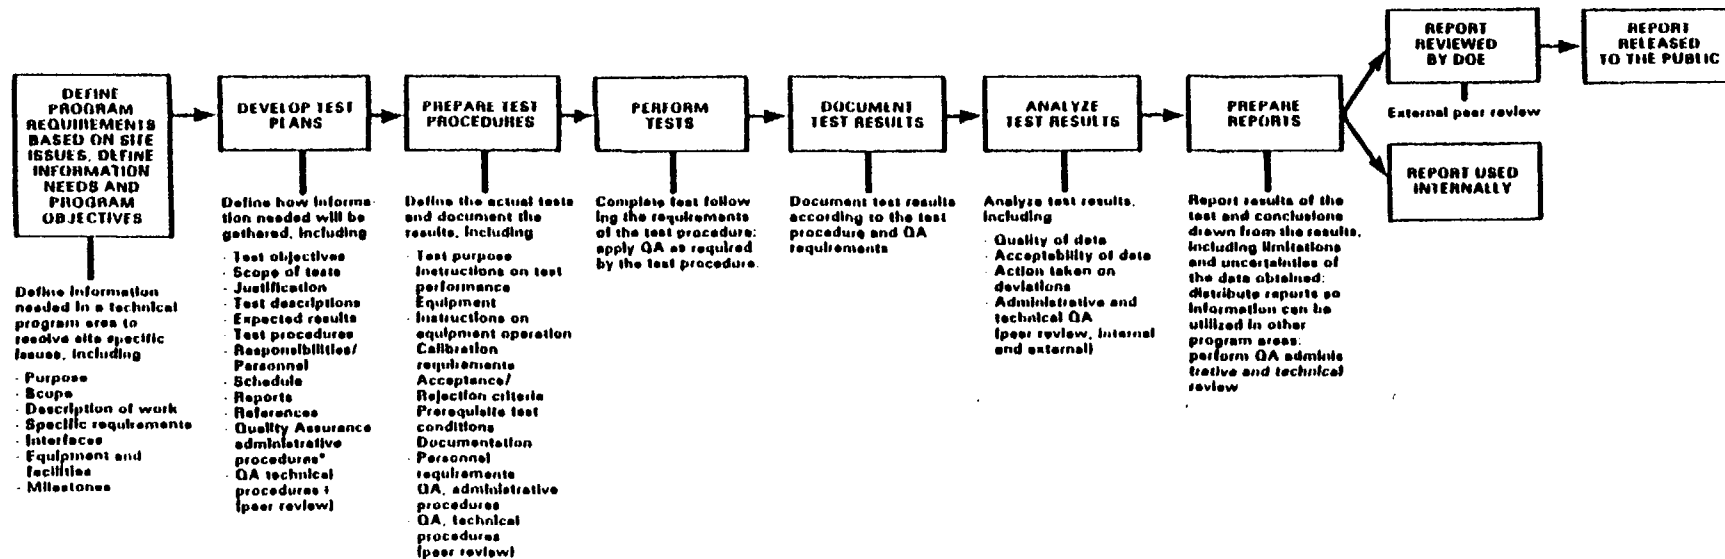 DEFINE
PROGRAM
REQUIREMENTS
BASED ON SITE
ISSUES, DEFINE
INFORMATION
NEEDS AND
PROGRAM
OBJECTIVES
Define information
needed in a technical
program area to
resolve site specific
issues, including
· Purpose
· Scope
· Description of work
· Specific requirements
· Interfaces
· Equipment and
facilities
· Milestones
DEVELOP TEST
PLANS
Define how informa
tion needed will be
gathered, including
· Test objectives
· Scope of tests
· Justification
· Test descriptions
· Expected results
· Test procedures
· Responsibilities/
Personnel
· Schedule
· Reports
· References
· Quality Assurance
administrative
procedures*
· QA technical
procedures +
(peer review)
PREPARE TEST
PROCEDURES
Define the actual tests
and document the
results, including
· Test purpose
Instructions on test
performance
Equipment
· Instructions on
equipment operation
Calibration
requirements
Acceptance/
Rejection criteria
Prerequisite test
conditions
Documentation
· Personnel
requirements
QA, administrative
procedures
· QA, technical
procedures
(peer review)
PERFORM
TESTS
Complete test follow
ing the requirements
of the test procedure;
apply QA as required
by the test procedure.
DOCUMENT
TEST RESULTS
Document test results
according to the test
procedure and QA
requirements
ANALYZE
TEST RESULTS
Analyze test results,
including
· Quality of data
· Acceptability of data
· Action taken on
deviations
· Administrative and
technical QA
(peer review, internal
and external)
PREPARE
REPORTS
Report results of the
test and conclusions
drawn from the results,
including limitations
and uncertainties of
the data obtained;
distribute reports so
information can be
utilized in other
program areas;
perform QA adminis
trative and technical
review
REPORT
REVIEWED
BY DOE
External peer review
REPORT
RELEASED
TO THE PUBLIC
REPORT USED
INTERNALLY